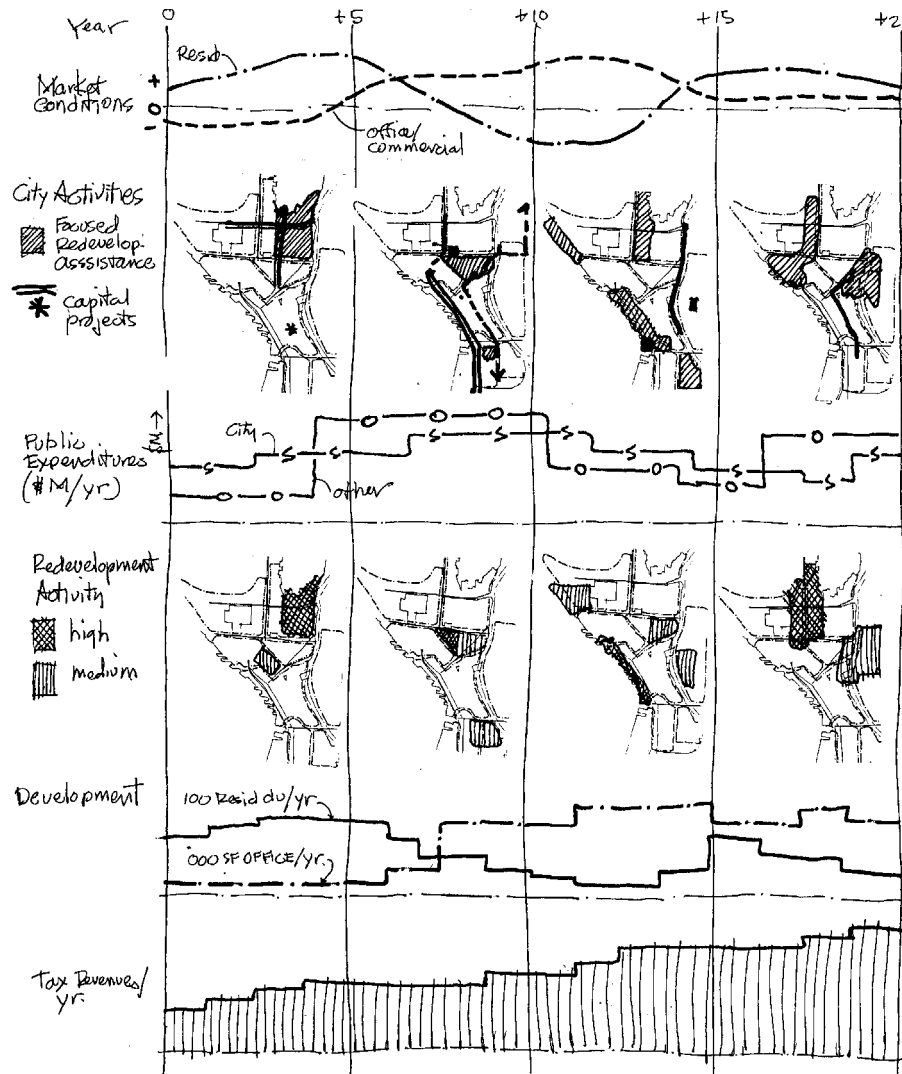 Year
0
+5
+10
+15
+2
Resid.
Market
Conditions
+
0
-
office/
commercial
City Activities
Focused
Redevelop.
assistance
capital
projects
Public
Expenditures
($M/yr)
City
other
Redevelopment
Activity
high
medium
Development
100 Resid du/yr.
'000 SF OFFICE/yr.
Tax Revenues/
yr.